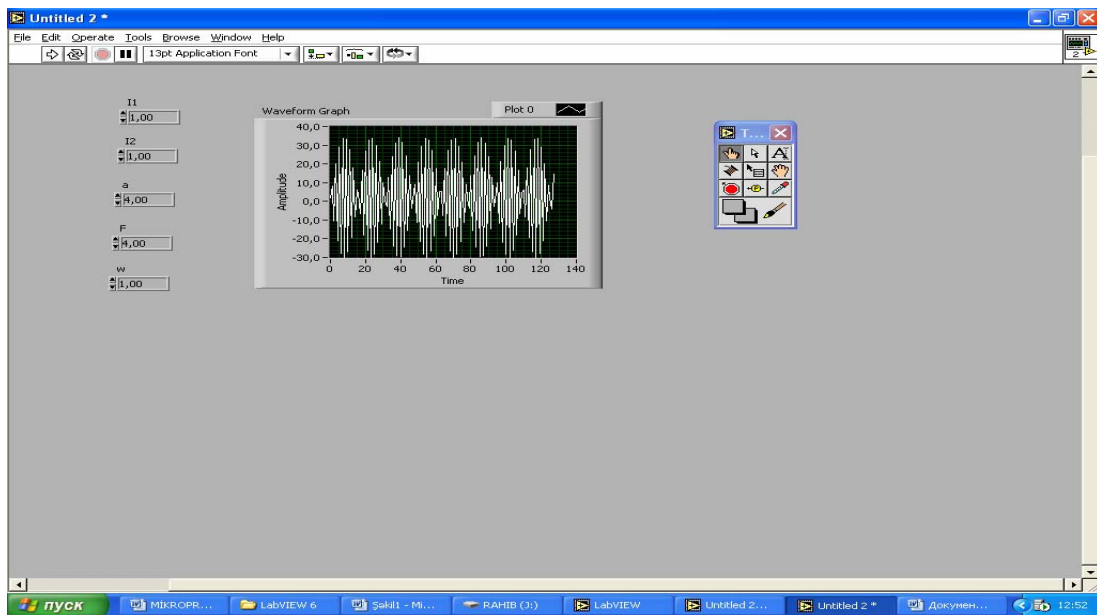 Untitled 2 *
File Edit Operate Tools Browse Window Help
13pt Application Font
2
I1
1,00
I2
1,00
a
4,00
F
4,00
w
1,00
Waveform Graph
Plot 0
40,0
30,0
20,0
10,0
0,0
-10,0
-20,0
-30,0
Amplitude
0 20 40 60 80 100 120 140
Time
T...
A
пуск
MIKROPR...
LabVIEW 6
Şəkil1 - Mi...
RAHIB (J:)
LabVIEW
Untitled 2...
Untitled 2 *
Докумен...
12:52